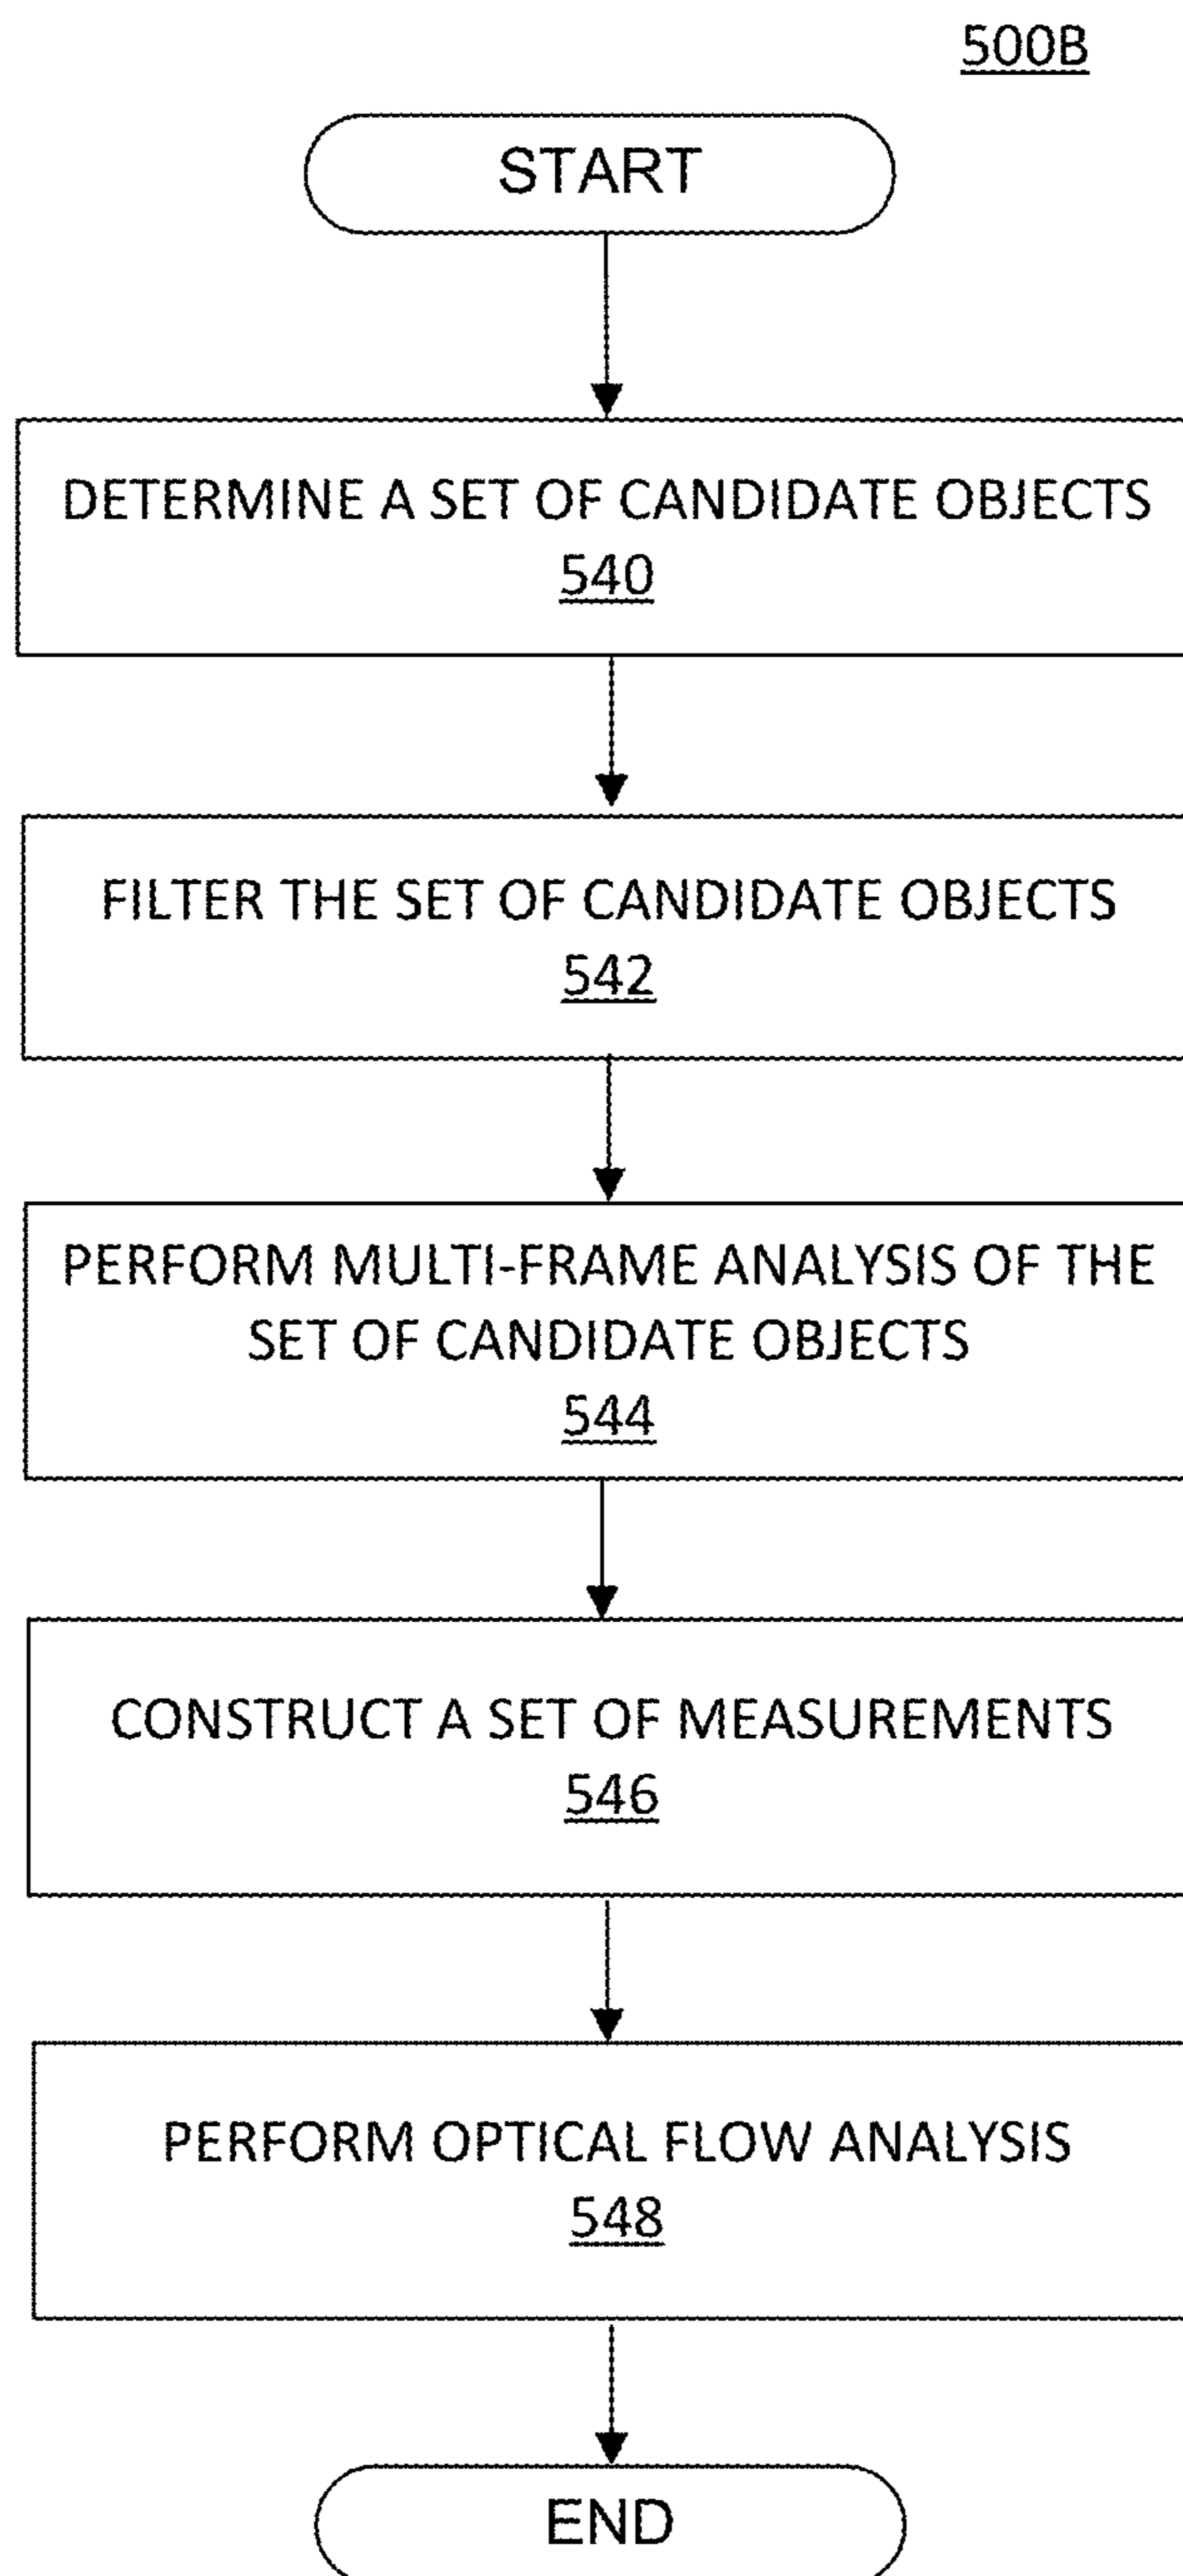 500B
START
DETERMINE A SET OF CANDIDATE OBJECTS
540
FILTER THE SET OF CANDIDATE OBJECTS
542
PERFORM MULTI-FRAME ANALYSIS OF THE
SET OF CANDIDATE OBJECTS
544
CONSTRUCT A SET OF MEASUREMENTS
546
PERFORM OPTICAL FLOW ANALYSIS
548
END